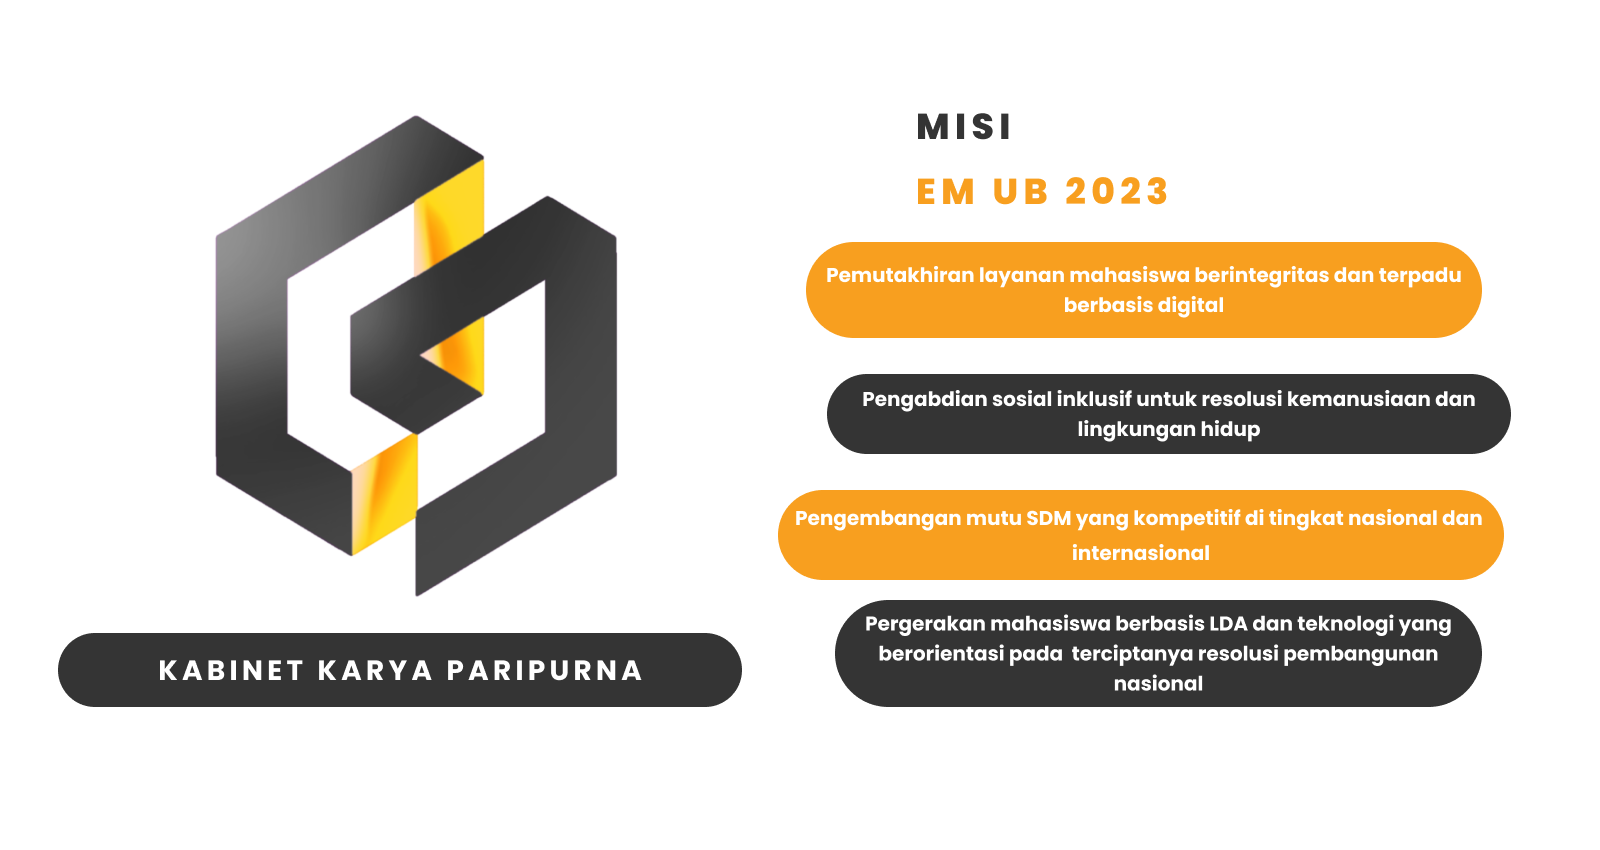 MISI
EM UB 2023
Pemutakhiran layanan mahasiswa berintegritas dan terpadu
berbasis digital
Pengabdian sosial inklusif untuk resolusi kemanusiaan dan
lingkungan hidup
Pengembangan mutu SDM yang kompetitif di tingkat nasional dan
internasional
Pergerakan mahasiswa berbasis LDA dan teknologi yang
berorientasi pada  terciptanya resolusi pembangunan
nasional
KABINET KARYA PARIPURNA